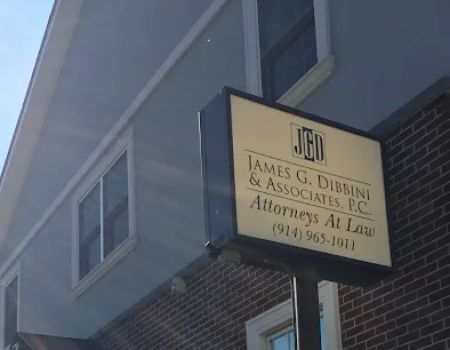 JGD
JAMES G. DIBBINI
& ASSOCIATES, P.C.
Attorneys At Law
(914) 965-1011